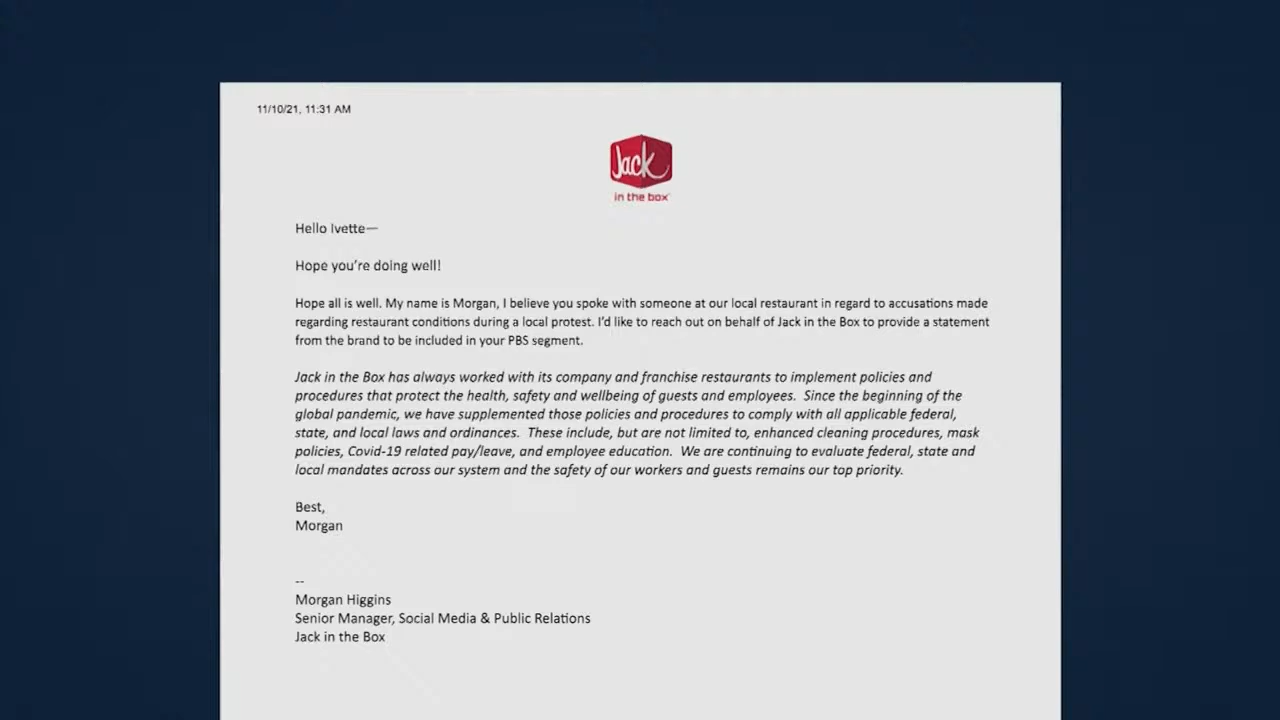 11/10/21, 11:31 AM
Jack
in the box
Hello Ivette—
Hope you're doing well!
Hope all is well. My name is Morgan, I believe you spoke with someone at our local restaurant in regard to accusations made
regarding restaurant conditions during a local protest. I'd like to reach out on behalf of Jack in the Box to provide a statement
from the brand to be included in your PBS segment.
Jack in the Box has always worked with its company and franchise restaurants to implement policies and
procedures that protect the health, safety and wellbeing of guests and employees.  Since the beginning of the
global pandemic, we have supplemented those policies and procedures to comply with all applicable federal,
state, and local laws and ordinances.  These include, but are not limited to, enhanced cleaning procedures, mask
policies, Covid-19 related pay/leave, and employee education.  We are continuing to evaluate federal, state and
local mandates across our system and the safety of our workers and guests remains our top priority.
Best,
Morgan
--
Morgan Higgins
Senior Manager, Social Media & Public Relations
Jack in the Box